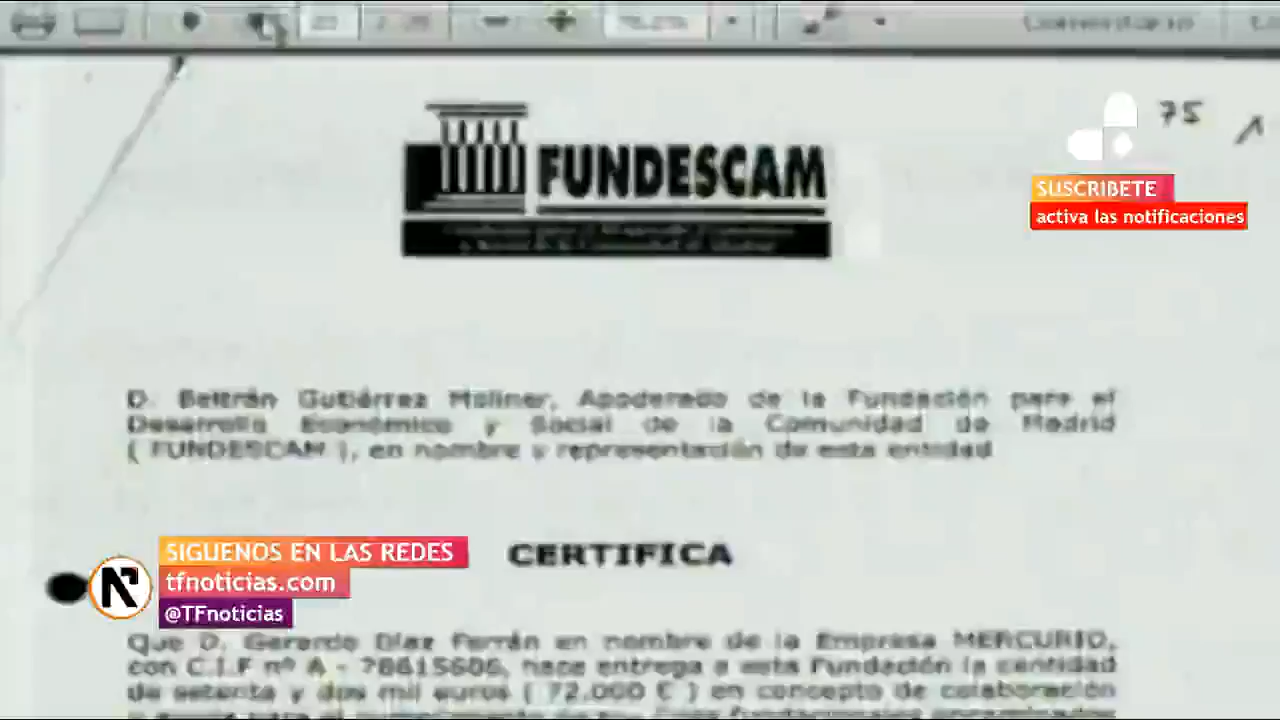 75
FUNDESCAM
SUSCRIBETE
activa las notificaciones
D. Beltrán Gutiérrez Moliner, Apoderado de la Fundación para el
Desarrollo Económico y Social de la Comunidad de Madrid
( FUNDESCAM ), en nombre y representación de esta entidad
CERTIFICA
SIGUENOS EN LAS REDES
tfnoticias.com
@TFnoticias
Que D. Gerardo Díaz Ferrán en nombre de la Empresa MERCURIO,
con C.I.F nº A - 78615606, hace entrega a esta Fundación la cantidad
de setenta y dos mil euros ( 72.000 € ) en concepto de colaboración